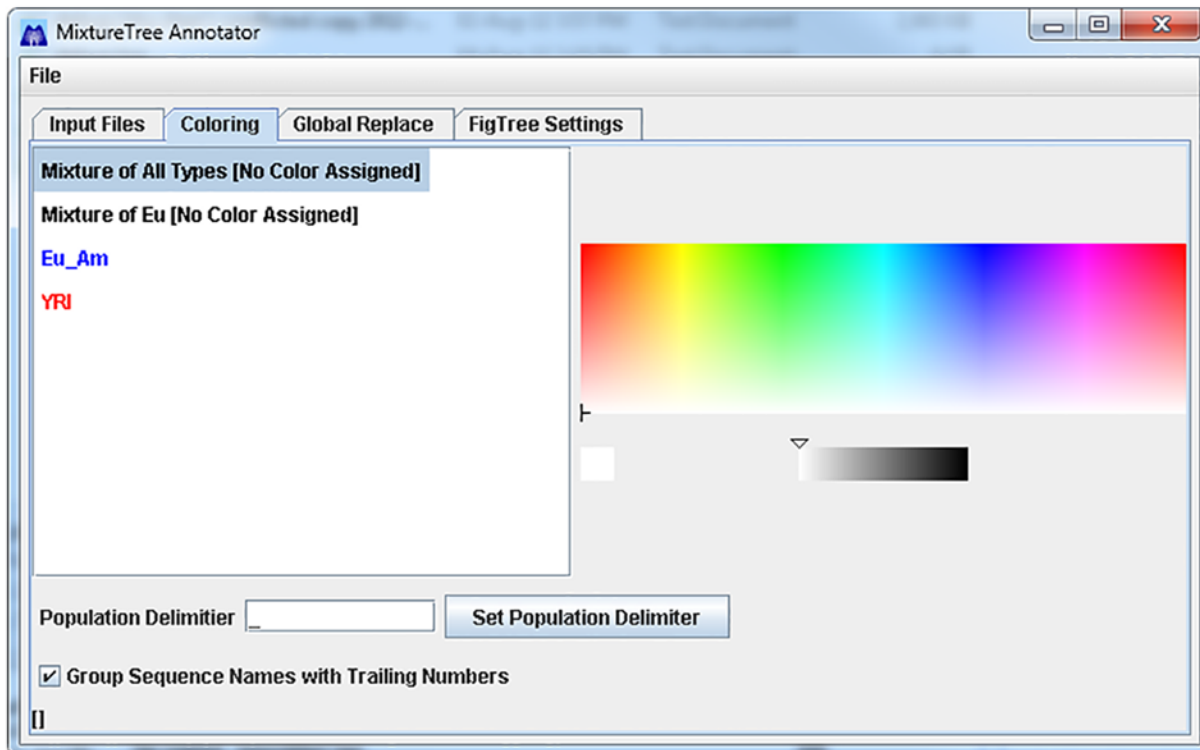 MixtureTree Annotator
File
Input Files Coloring Global Replace FigTree Settings
Mixture of All Types [No Color Assigned]
Mixture of Eu [No Color Assigned]
Eu_Am
YRI
Population Delimitier _ Set Population Delimiter
Group Sequence Names with Trailing Numbers
[]